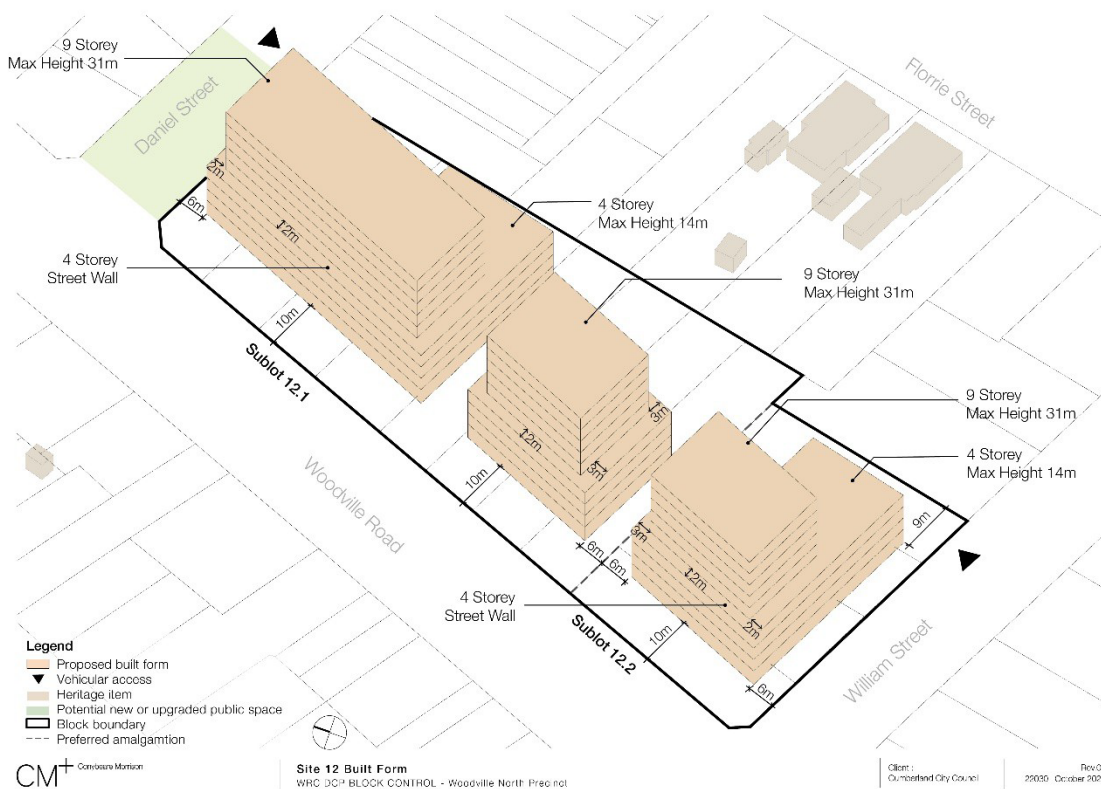 9 Storey
Max Height 31m
Daniel Street
Florrie Street
2m
6m
2m
4 Storey
Max Height 14m
4 Storey
Street Wall
9 Storey
Max Height 31m
10m
Sublot 12.1
3m
2m
3m
9 Storey
Max Height 31m
4 Storey
Max Height 14m
10m
Woodville Road
3m
9m
6m
6m
2m
4 Storey
Street Wall
2m
10m
Sublot 12.2
6m
William Street
Legend
Proposed built form
Vehicular access
Heritage item
Potential new or upgraded public space
Block boundary
Preferred amalgamtion
CM+ Conybeare Morrison
Site 12 Built Form
WRC DCP BLOCK CONTROL - Woodville North Precinct
Client :
Cumberland City Council
22030 October 202